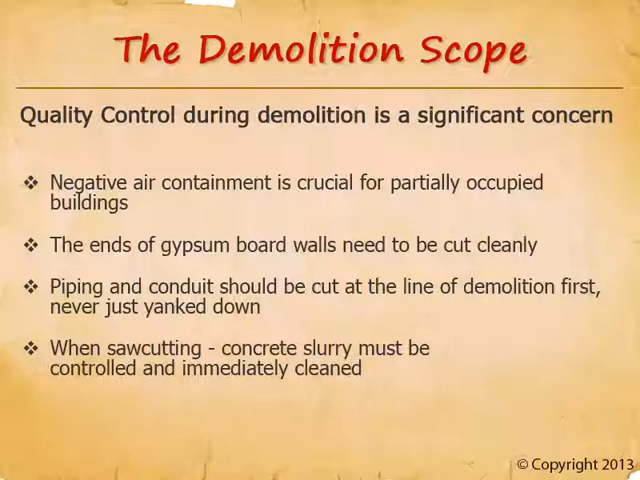 The Demolition Scope
Quality Control during demolition is a significant concern
❖ Negative air containment is crucial for partially occupied
buildings
❖ The ends of gypsum board walls need to be cut cleanly
❖ Piping and conduit should be cut at the line of demolition first,
never just yanked down
❖ When sawcutting - concrete slurry must be
controlled and immediately cleaned
© Copyright 2013